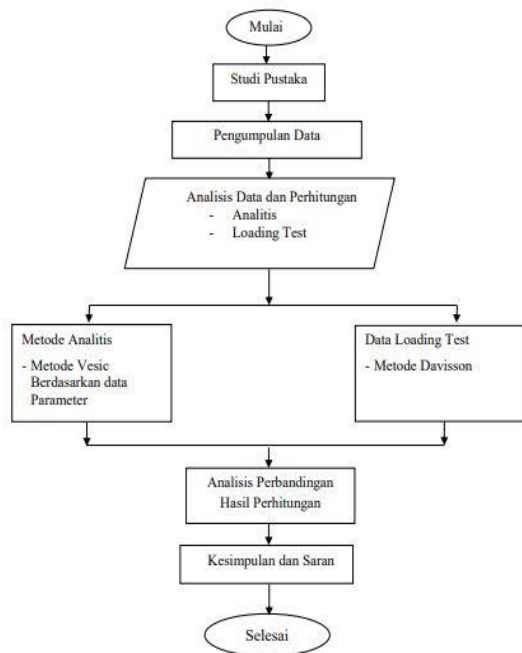 Mulai
Studi Pustaka
Pengumpulan Data
Analisis Data dan Perhitungan
- Analitis
- Loading Test
Metode Analitis
- Metode Vesic
Berdasarkan data
Parameter
Data Loading Test
- Metode Davisson
Analisis Perbandingan
Hasil Perhitungan
Kesimpulan dan Saran
Selesai